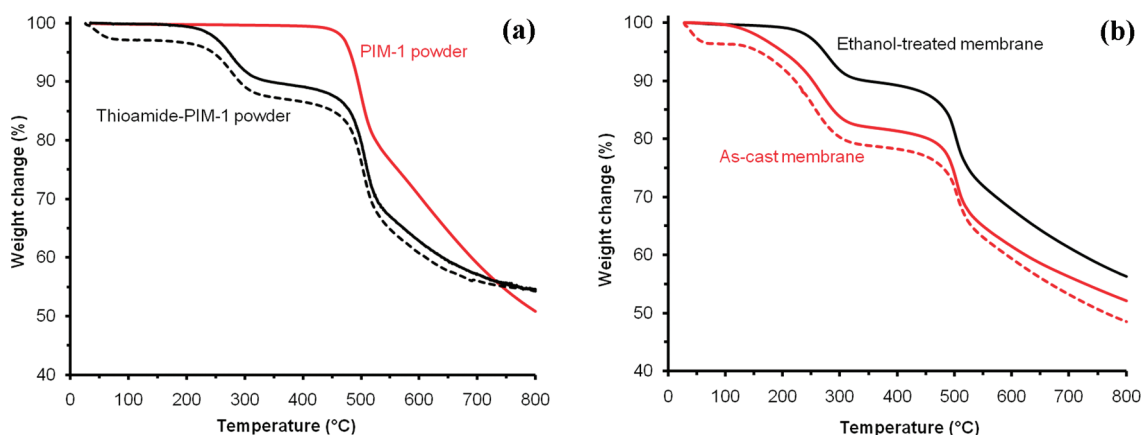 (a)
PIM-1 powder
Thioamide-PIM-1 powder
Weight change (%)
100
90
80
70
60
50
40
0 100 200 300 400 500 600 700 800
Temperature (°C)
(b)
Ethanol-treated membrane
As-cast membrane
Weight change (%)
100
90
80
70
60
50
40
0 100 200 300 400 500 600 700 800
Temperature (°C)